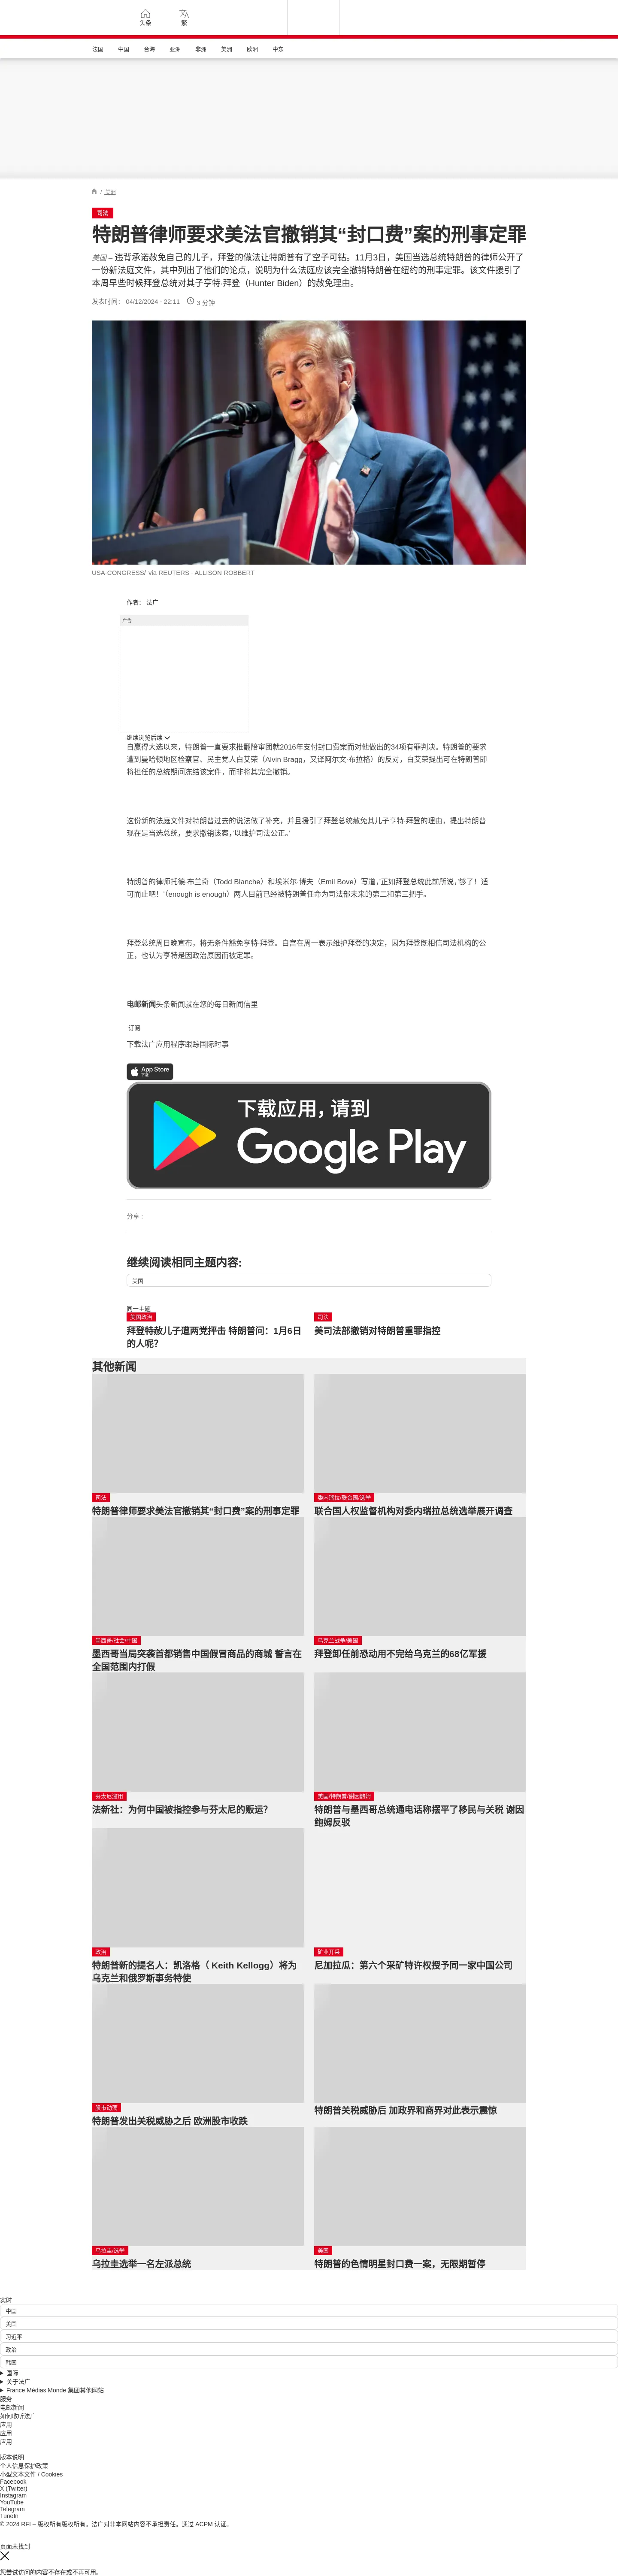 头条
繁
法国 中国 台海 亚洲 非洲 美洲 欧洲 中东
/ 美洲
司法
特朗普律师要求美法官撤销其“封口费”案的刑事定罪
美国 – 违背承诺赦免自己的儿子，拜登的做法让特朗普有了空子可钻。11月3日，美国当选总统特朗普的律师公开了
一份新法庭文件，其中列出了他们的论点，说明为什么法庭应该完全撤销特朗普在纽约的刑事定罪。该文件援引了
本周早些时候拜登总统对其子亨特·拜登（Hunter Biden）的赦免理由。
发表时间： 04/12/2024 - 22:11 3 分钟
USA-CONGRESS/ via REUTERS - ALLISON ROBBERT
作者： 法广
广告
继续浏览后续
自赢得大选以来，特朗普一直要求推翻陪审团就2016年支付封口费案而对他做出的34项有罪判决。特朗普的要求
遭到曼哈顿地区检察官、民主党人白艾荣（Alvin Bragg，又译阿尔文·布拉格）的反对，白艾荣提出可在特朗普即
将担任的总统期间冻结该案件，而非将其完全撤销。
这份新的法庭文件对特朗普过去的说法做了补充，并且援引了拜登总统赦免其儿子亨特·拜登的理由，提出特朗普
现在是当选总统，要求撤销该案，‘以维护司法公正。’
特朗普的律师托德·布兰奇（Todd Blanche）和埃米尔·博夫（Emil Bove）写道，‘正如拜登总统此前所说，’够了！适
可而止吧！‘（enough is enough）两人目前已经被特朗普任命为司法部未来的第二和第三把手。
拜登总统周日晚宣布，将无条件豁免亨特·拜登。白宫在周一表示维护拜登的决定，因为拜登既相信司法机构的公
正，也认为亨特是因政治原因而被定罪。
电邮新闻头条新闻就在您的每日新闻信里
订阅
下载法广应用程序跟踪国际时事
App Store
下载
下载应用，请到
Google Play
分享 :
继续阅读相同主题内容:
美国
同一主题
美国政治
拜登特赦儿子遭两党抨击 特朗普问：1月6日
的人呢？
司法
美司法部撤销对特朗普重罪指控
其他新闻
司法
特朗普律师要求美法官撤销其“封口费”案的刑事定罪
委内瑞拉/联合国/选举
联合国人权监督机构对委内瑞拉总统选举展开调查
墨西哥/社会/中国
墨西哥当局突袭首都销售中国假冒商品的商城 誓言在
全国范围内打假
乌克兰战争/美国
拜登卸任前恐动用不完给乌克兰的68亿军援
芬太尼滥用
法新社：为何中国被指控参与芬太尼的贩运？
美国/特朗普/谢因鲍姆
特朗普与墨西哥总统通电话称摆平了移民与关税 谢因
鲍姆反驳
政治
特朗普新的提名人：凯洛格（ Keith Kellogg）将为
乌克兰和俄罗斯事务特使
矿业开采
尼加拉瓜：第六个采矿特许权授予同一家中国公司
股市动荡
特朗普发出关税威胁之后 欧洲股市收跌
特朗普关税威胁后 加政界和商界对此表示震惊
乌拉圭/选举
乌拉圭选举一名左派总统
美国
特朗普的色情明星封口费一案，无限期暂停
实时
中国
美国
习近平
政治
韩国
国际
关于法广
France Médias Monde 集团其他网站
服务
电邮新闻
如何收听法广
应用
应用
应用
版本说明
个人信息保护政策
小型文本文件 / Cookies
Facebook
X (Twitter)
Instagram
YouTube
Telegram
TuneIn
© 2024 RFI – 版权所有版权所有。法广对非本网站内容不承担责任。通过 ACPM 认证。
页面未找到
您尝试访问的内容不存在或不再可用。